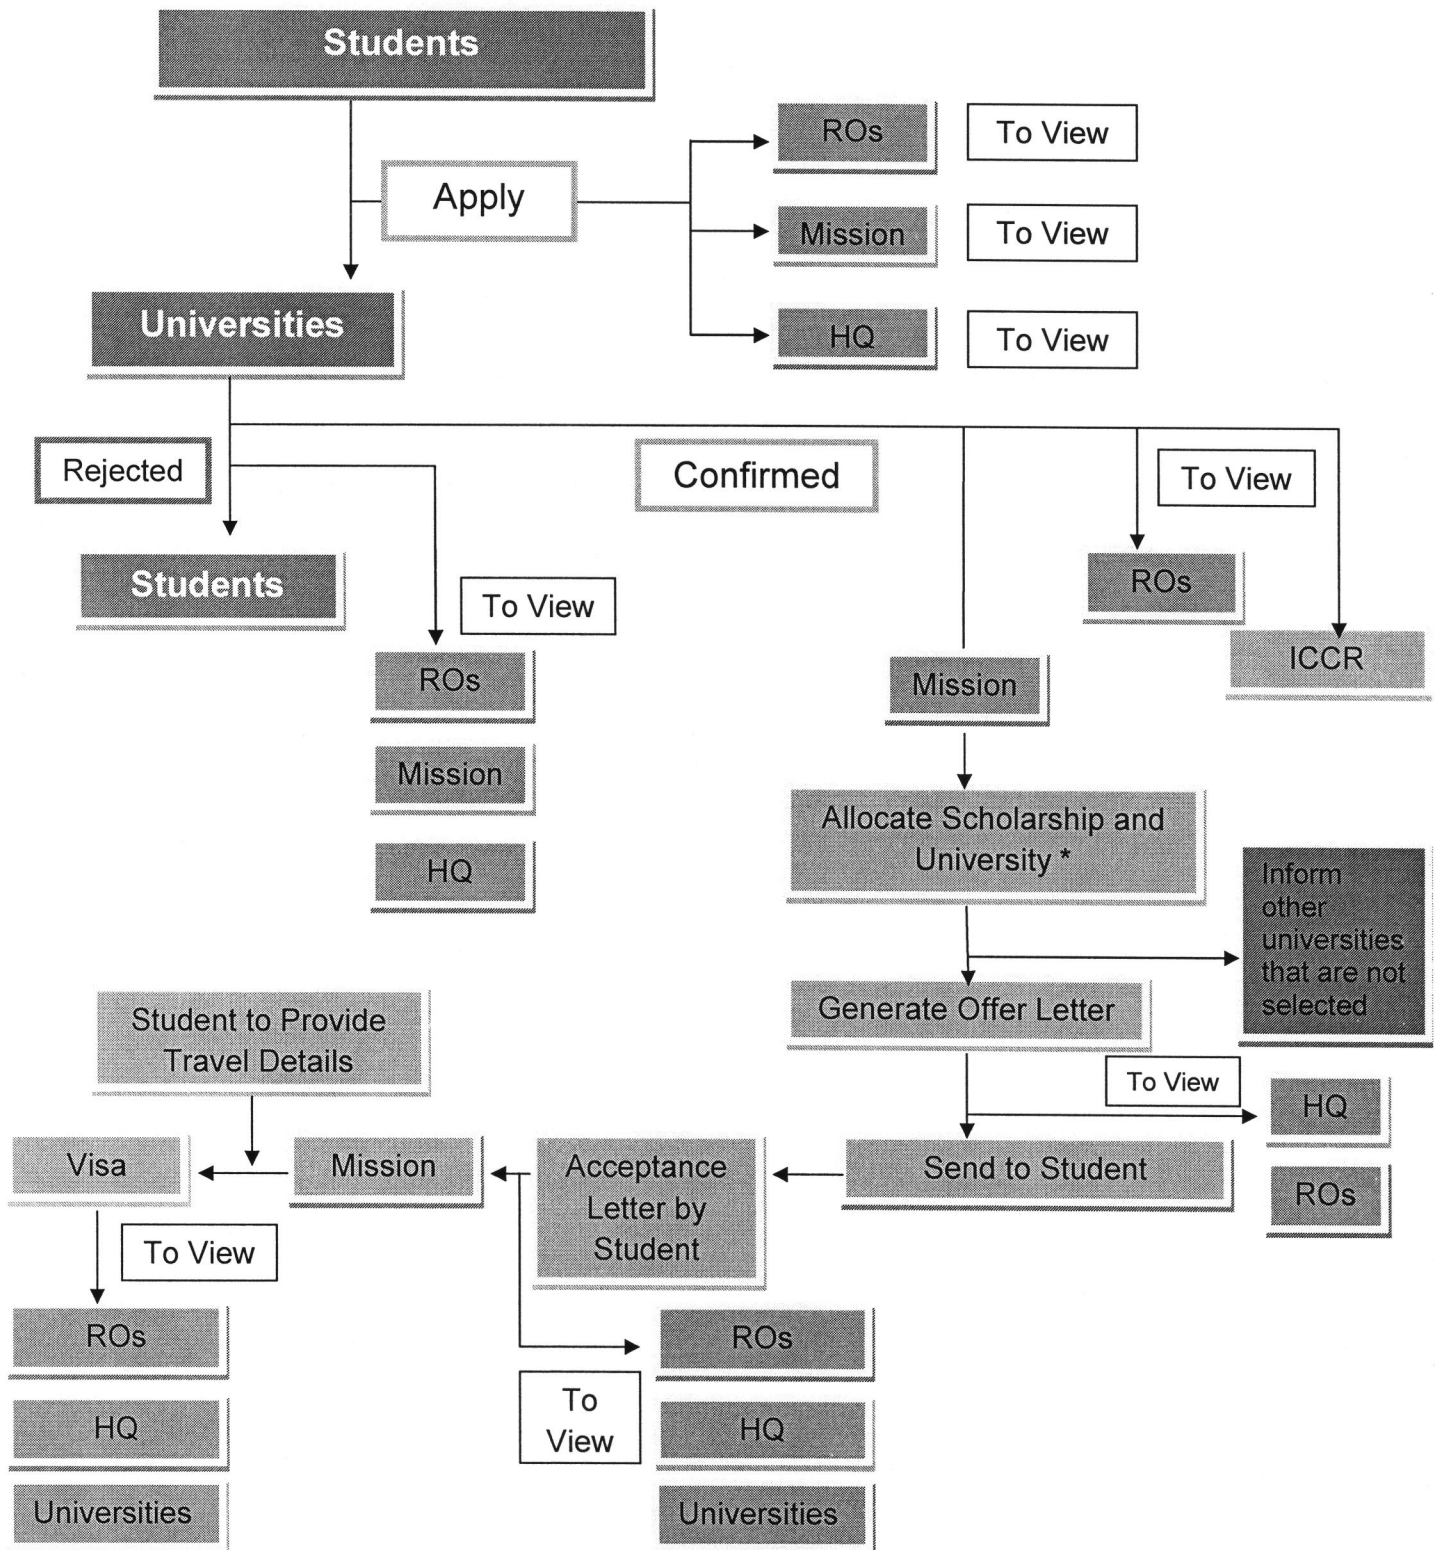 Students
ROs
To View
Apply
Mission
To View
Universities
HQ
To View
Rejected
Confirmed
To View
Students
To View
ROs
ICCR
ROs
Mission
Mission
HQ
Allocate Scholarship and
University *
Inform
other
universities
that are not
selected
Generate Offer Letter
Student to Provide
Travel Details
To View
HQ
Visa
Mission
Acceptance
Letter by
Student
Send to Student
ROs
To View
ROs
HQ
Universities
To
View
ROs
HQ
Universities